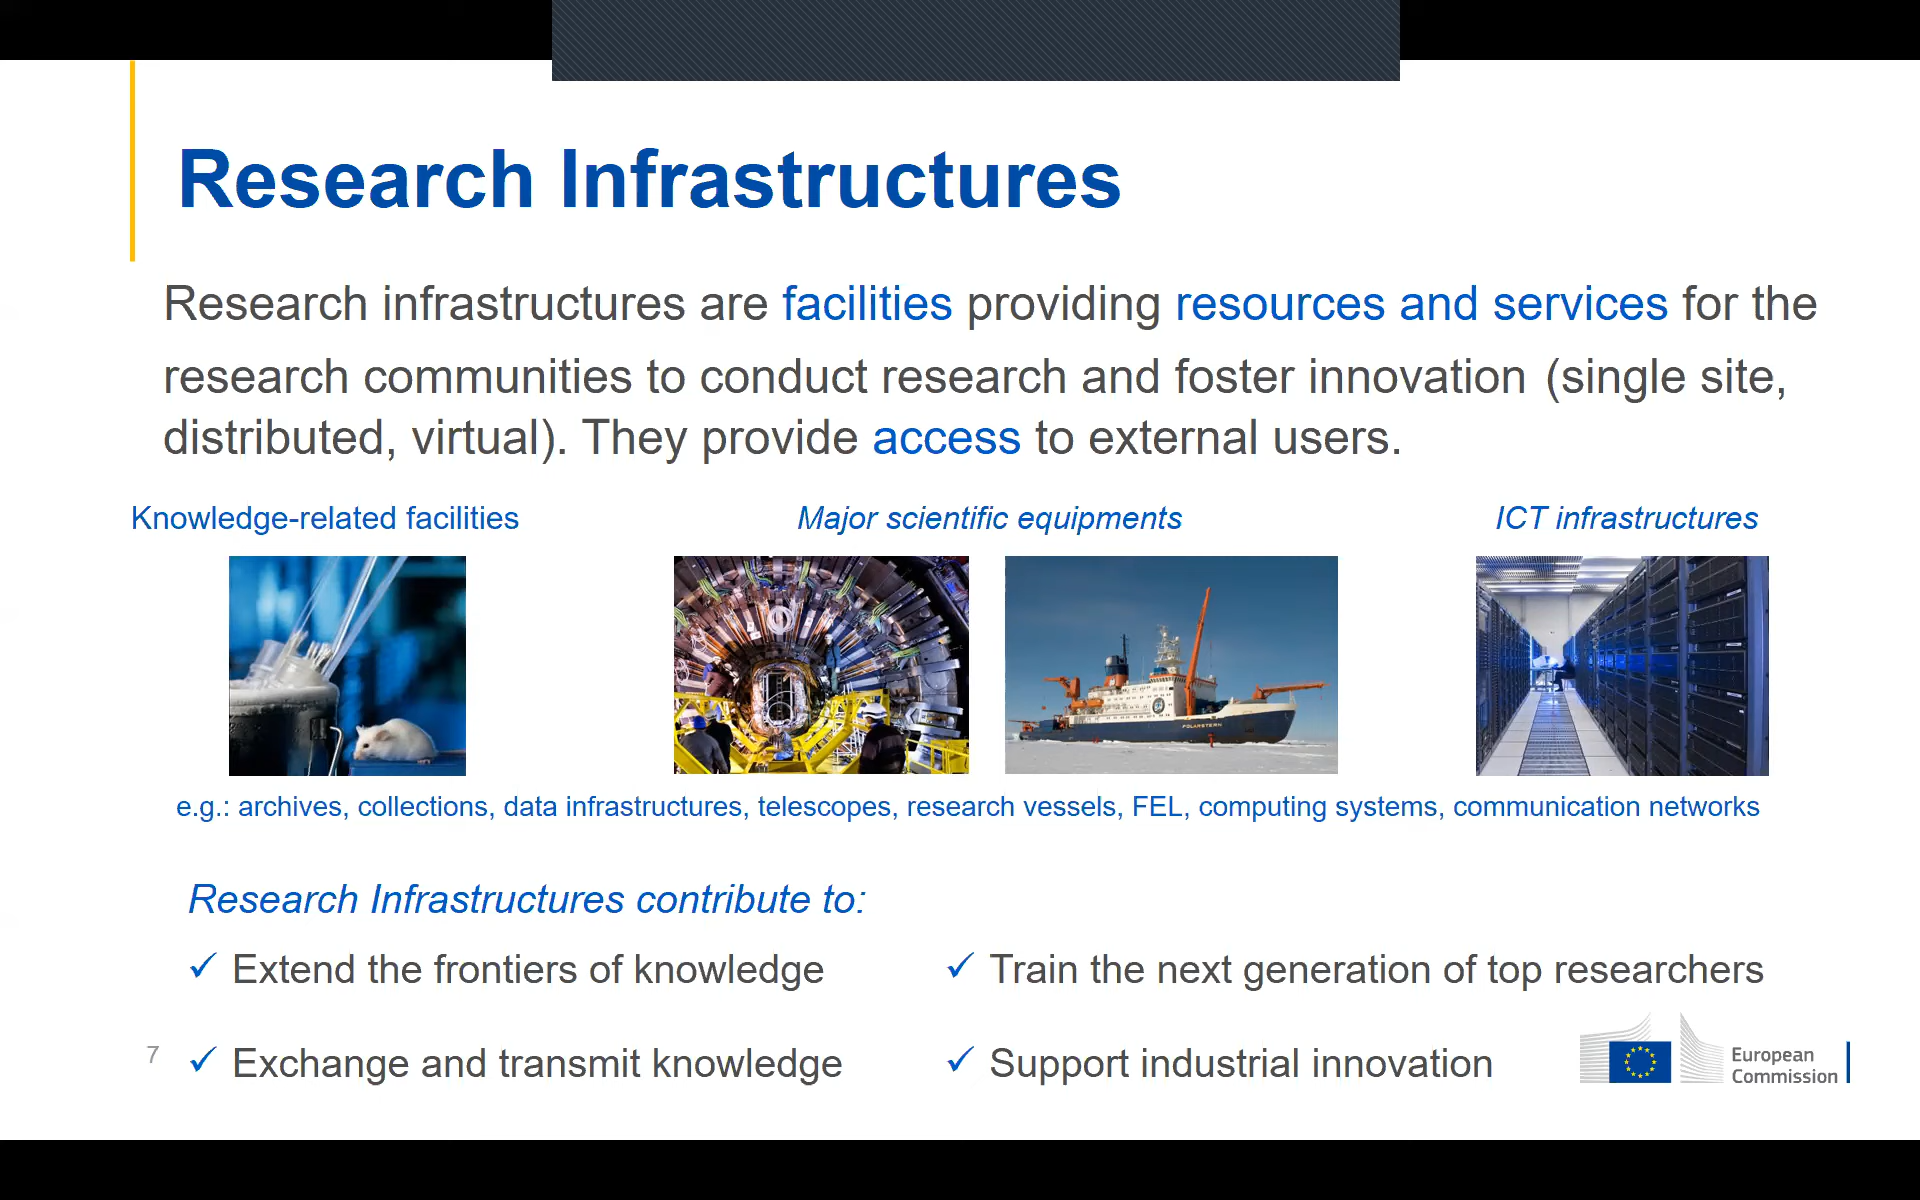 Research Infrastructures
Research infrastructures are facilities providing resources and services for the
research communities to conduct research and foster innovation (single site,
distributed, virtual). They provide access to external users.
Knowledge-related facilities
Major scientific equipments
ICT infrastructures
POLARSTERN
e.g.: archives, collections, data infrastructures, telescopes, research vessels, FEL, computing systems, communication networks
Research Infrastructures contribute to:
✓ Extend the frontiers of knowledge
✓ Train the next generation of top researchers
7
✓ Exchange and transmit knowledge
✓ Support industrial innovation
European
Commission